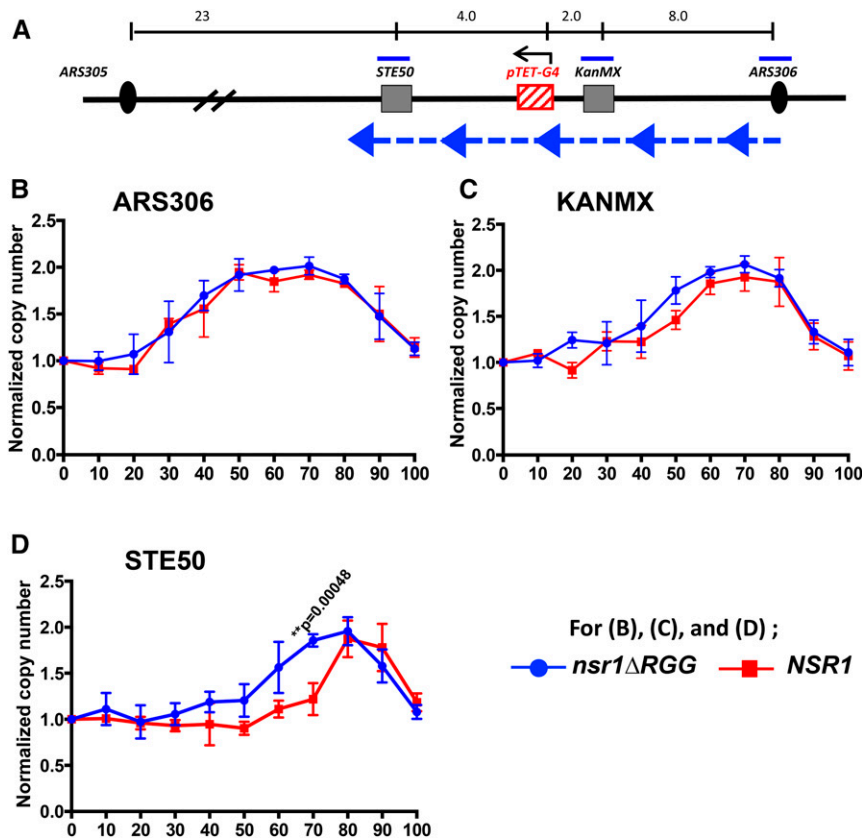 A
23 4.0 2.0 8.0
ARS305 STE50 pTET-G4 KanMX ARS306
B
ARS306
Normalized copy number
2.5
2.0
1.5
1.0
0.5
0.0
0 10 20 30 40 50 60 70 80 90 100
C
KANMX
Normalized copy number
2.5
2.0
1.5
1.0
0.5
0.0
0 10 20 30 40 50 60 70 80 90 100
D
STE50
Normalized copy number
2.5
2.0
1.5
1.0
0.5
0.0
**p=0.00048
0 10 20 30 40 50 60 70 80 90 100
For (B), (C), and (D) ;
nsr1ΔRGG NSR1